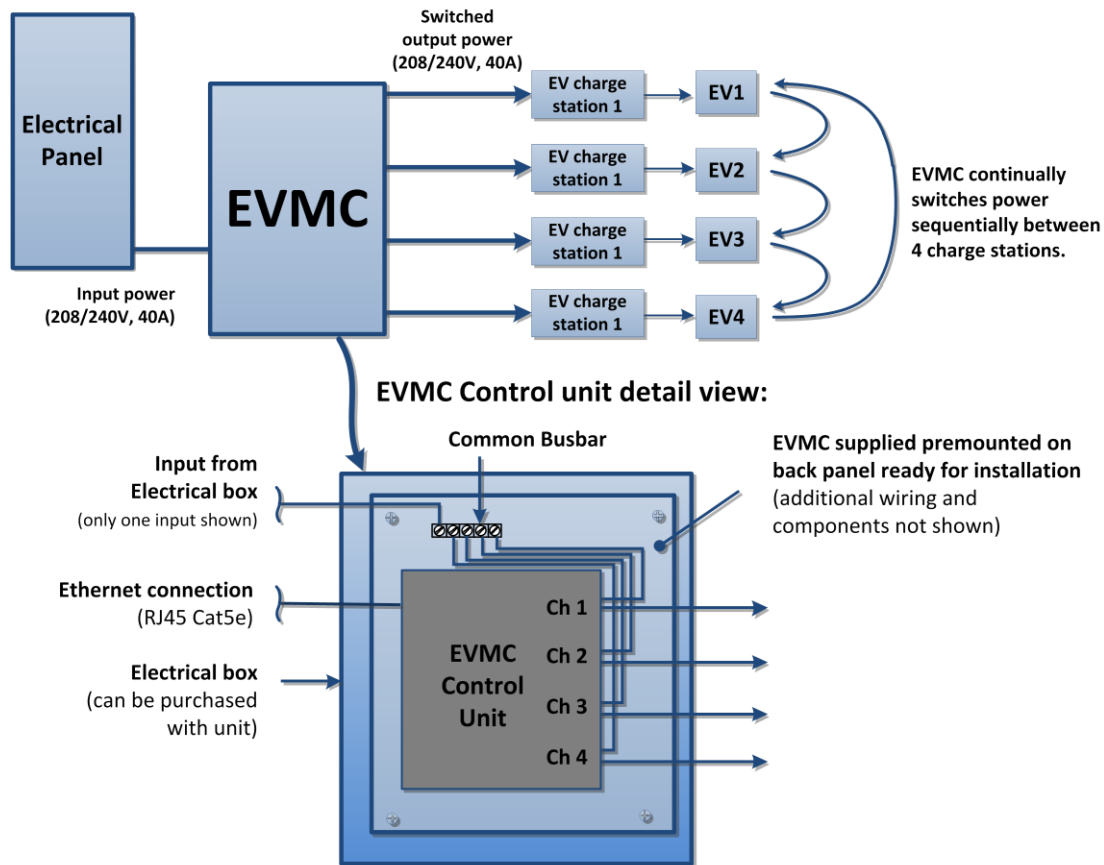 Electrical
Panel
Input power
(208/240V, 40A)
EVMC
Switched
output power
(208/240V, 40A)
EV charge
station 1
EV1
EV charge
station 1
EV2
EV charge
station 1
EV3
EV charge
station 1
EV4
EVMC continually
switches power
sequentially between
4 charge stations.
EVMC Control unit detail view:
Common Busbar
Input from
Electrical box
(only one input shown)
Ethernet connection
(RJ45 Cat5e)
Electrical box
(can be purchased
with unit)
EVMC
Control
Unit
Ch 1
Ch 2
Ch 3
Ch 4
EVMC supplied premounted on
back panel ready for installation
(additional wiring and
components not shown)